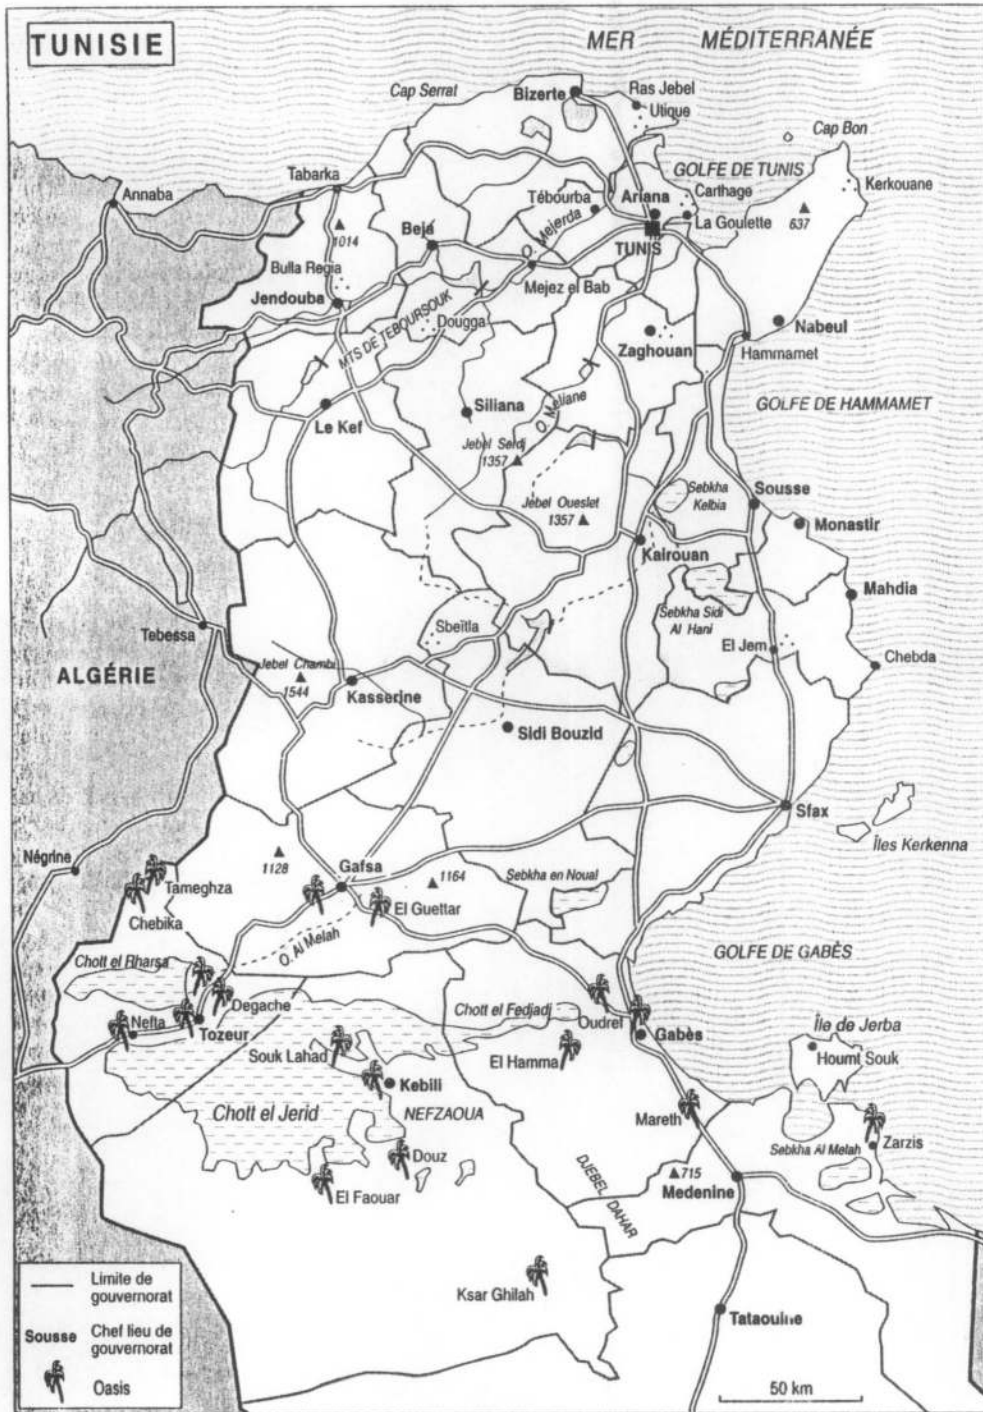 TUNISIE
MER MÉDITERRANÉE
Cap Serrat
Bizerte
Ras Jebel
Utique
Cap Bon
GOLFE DE TUNIS
Annaba
Tabarka
Tébourba
Ariana
Carthage
Kerkouane
La Goulette
1014
637
Beja
O. Mejerda
TUNIS
Bulla Regia
Mejez el Bab
Jendouba
MTS DE TEBOURSOUK
Dougga
Nabeul
Zaghouan
Hammamet
Le Kef
Siliana
O. Meliane
GOLFE DE HAMMAMET
Jebel Serdj
1357
Jebel Oueslet
1357
Sebkha
Kelbia
Sousse
Monastir
Kairouan
Mahdia
Sebkha Sidi
Al Hani
Tebessa
Sbeïtla
El Jem
Chebda
ALGÉRIE
Jebel Chambi
1544
Kasserine
Sidi Bouzid
Sfax
Îles Kerkenna
Négrine
1128
Gafsa
1164
Sebkha en Noual
Tameghza
Chebika
El Guettar
O. Al Melah
GOLFE DE GABÈS
Chott el Rharsa
Degache
Chott el Fedjadj
Nefta
Tozeur
Oudref
Gabès
Île de Jerba
Houmt Souk
Souk Lahad
El Hamma
Kebili
Chott el Jerid
NEFZAOUA
Mareth
Zarzis
Sebkha Al Melah
Douz
El Faouar
DJEBEL DAHAR
715
Medenine
Ksar Ghilah
Tataouine
Limite de
gouvernorat
Sousse Chef lieu de
gouvernorat
Oasis
50 km